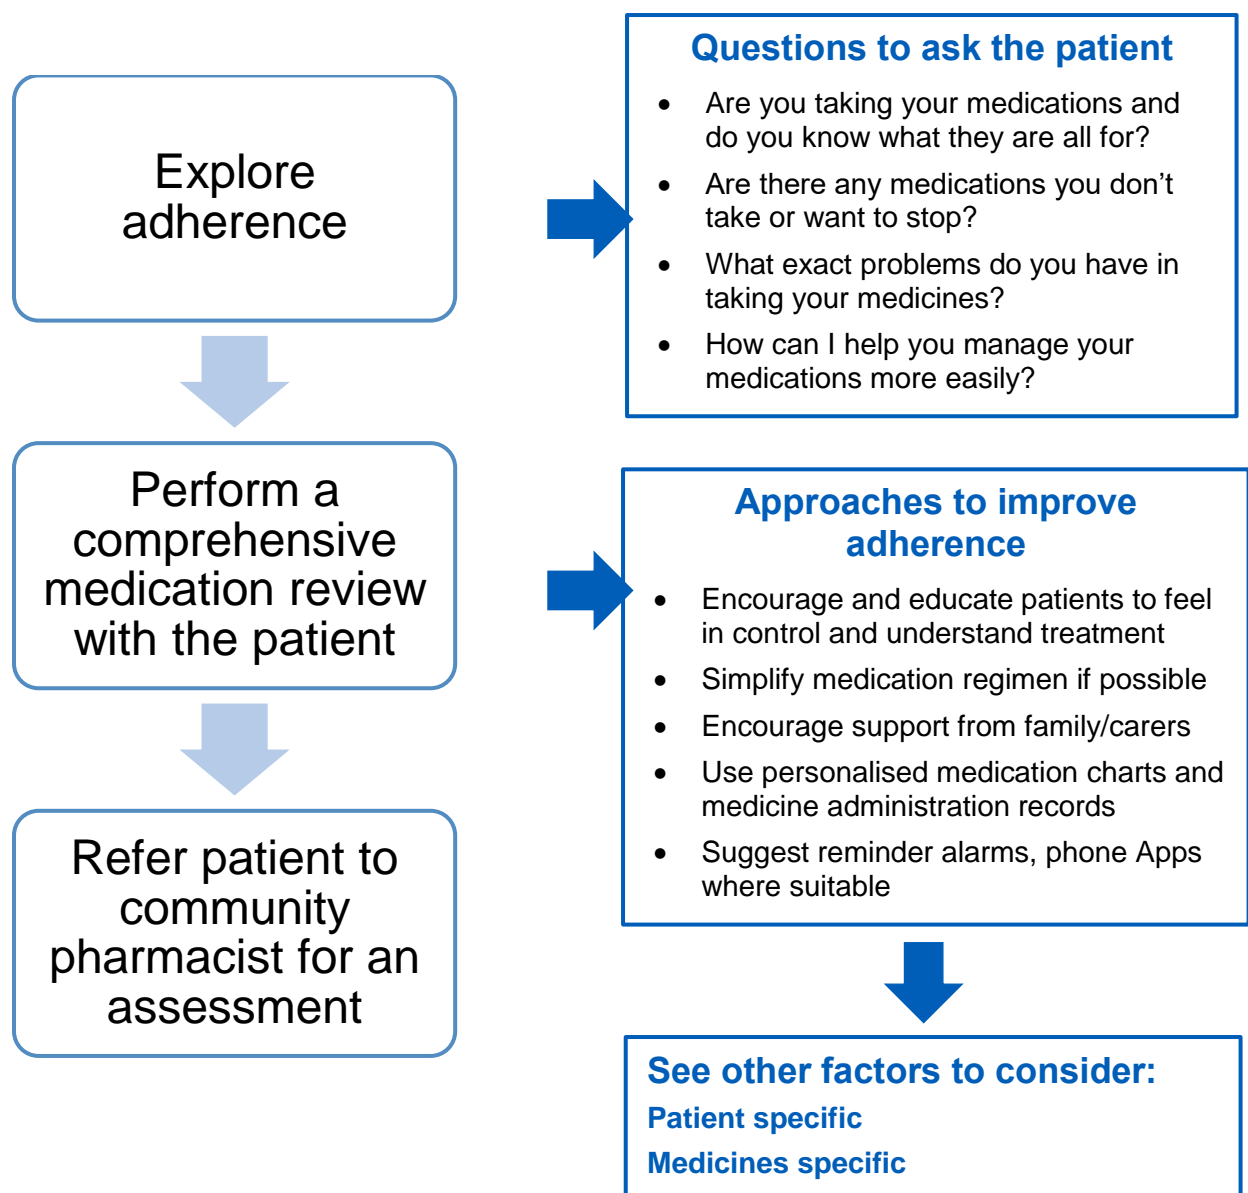 Explore
adherence
Questions to ask the patient
• Are you taking your medications and
do you know what they are all for?
• Are there any medications you don’t
take or want to stop?
• What exact problems do you have in
taking your medicines?
• How can I help you manage your
medications more easily?
Perform a
comprehensive
medication review
with the patient
Approaches to improve
adherence
• Encourage and educate patients to feel
in control and understand treatment
• Simplify medication regimen if possible
• Encourage support from family/carers
• Use personalised medication charts and
medicine administration records
• Suggest reminder alarms, phone Apps
where suitable
Refer patient to
community
pharmacist for an
assessment
See other factors to consider:
Patient specific
Medicines specific